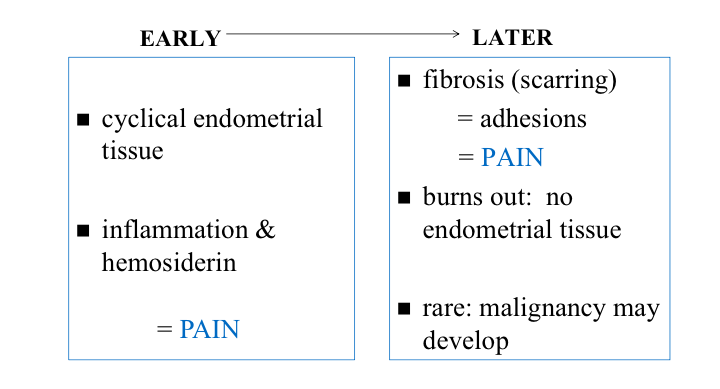 EARLY
LATER
■ cyclical endometrial
tissue
■ inflammation &
hemosiderin
= PAIN
■ fibrosis (scarring)
= adhesions
= PAIN
■ burns out:  no
endometrial tissue
■ rare: malignancy may
develop